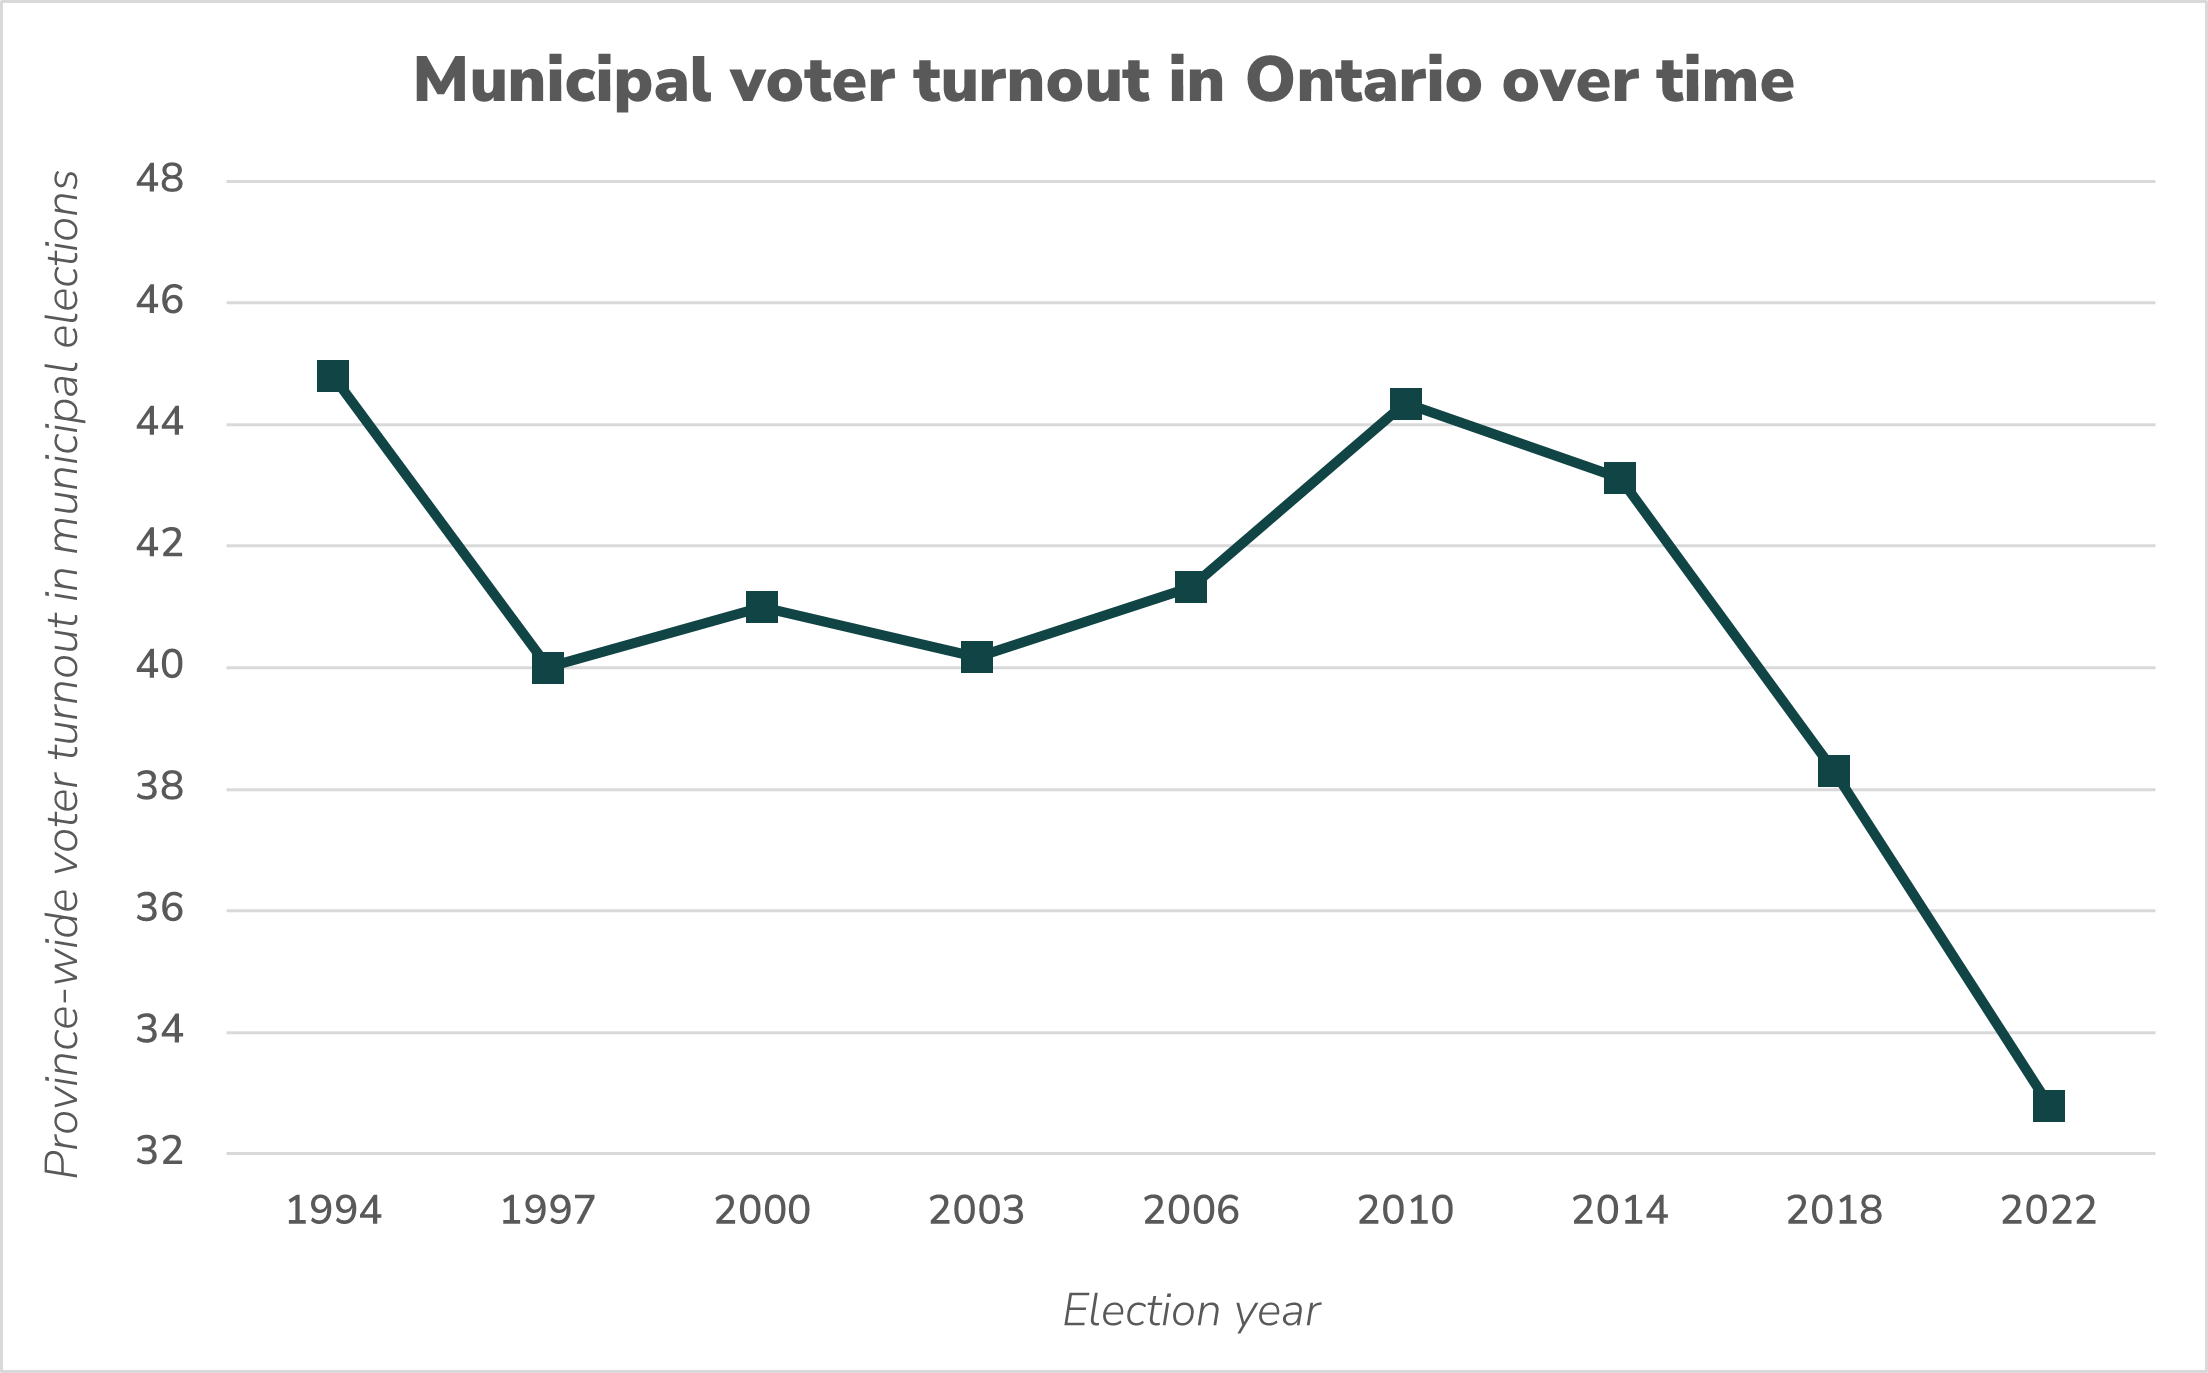 Municipal voter turnout in Ontario over time
Province-wide voter turnout in municipal elections
48
46
44
42
40
38
36
34
32
1994 1997 2000 2003 2006 2010 2014 2018 2022
Election year